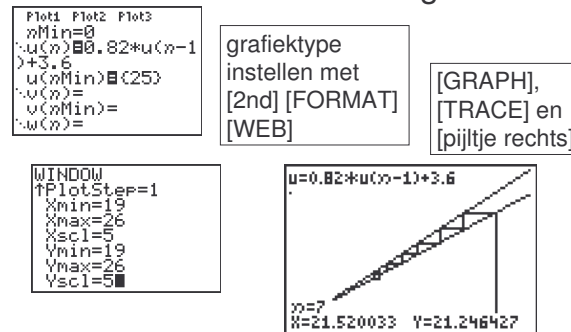 Plot1 Plot2 Plot3
nMin=0
u(n)=0.82*u(n-1
)+3.6
u(nMin)={25}
v(n)=
v(nMin)=
w(n)=
grafiektype
instellen met
[2nd] [FORMAT]
[WEB]
[GRAPH],
[TRACE] en
[pijltje rechts]
WINDOW
↑PlotStep=1
Xmin=19
Xmax=26
Xscl=5
Ymin=19
Ymax=26
Yscl=5
u=0.82*u(n-1)+3.6
n=7
X=21.520033 Y=21.246427